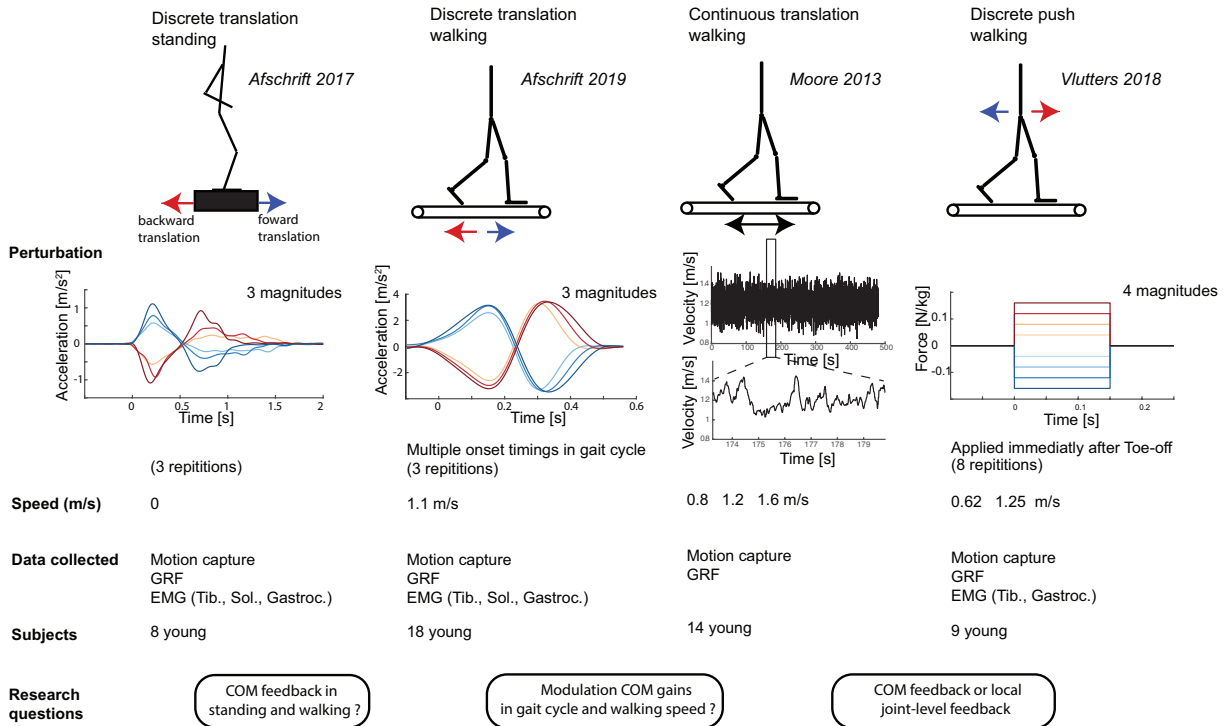 Discrete translation
standing
Discrete translation
walking
Continuous translation
walking
Discrete push
walking
Afschrift 2017
Afschrift 2019
Moore 2013
Vlutters 2018
backward
translation
foward
translation
Perturbation
3 magnitudes
Acceleration [m/s²]
1
0
-1
0
0.5
1
1.5
2
Time [s]
3 magnitudes
Acceleration [m/s²]
4
2
0
-2
0
0.2
0.4
0.6
Time [s]
Velocity [m/s]
1.4
1.2
1
0.8
0
100
200
300
400
500
Time [s]
Velocity [m/s]
1.4
1.2
1
0.8
174
175
176
177
178
179
Time [s]
4 magnitudes
Force [N/kg]
0.1
0
-0.1
0
0.1
0.2
Time [s]
(3 repititions)
Multiple onset timings in gait cycle
(3 repititions)
Applied immediatly after Toe-off
(8 repititions)
Speed (m/s)
0
1.1 m/s
0.8 1.2 1.6 m/s
0.62 1.25 m/s
Data collected
Motion capture
GRF
EMG (Tib., Sol., Gastroc.)
Motion capture
GRF
EMG (Tib., Sol., Gastroc.)
Motion capture
GRF
Motion capture
GRF
EMG (Tib., Sol., Gastroc.)
Subjects
8 young
18 young
14 young
9 young
Research
questions
COM feedback in
standing and walking ?
Modulation COM gains
in gait cycle and walking speed ?
COM feedback or local
joint-level feedback